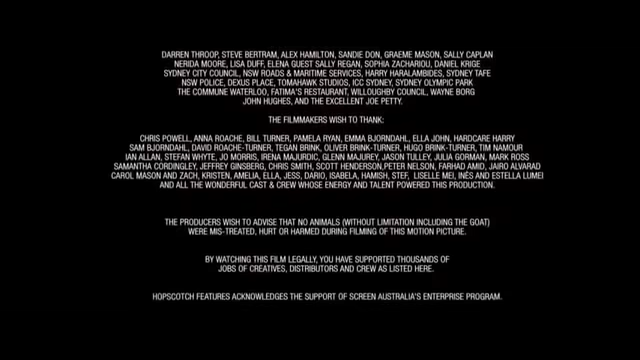 DARREN THROOP, STEVE BERTRAM, ALEX HAMILTON, SANDIE DON, GRAEME MASON, SALLY CAPLAN
NERIDA MOORE, LISA DUFF, ELENA GUEST SALLY REGAN, SOPHIA ZACHARIOU, DANIEL KRIGE
SYDNEY CITY COUNCIL, NSW ROADS & MARITIME SERVICES, HARRY HARALAMBIDES, SYDNEY TAFE
NSW POLICE, DEXUS PLACE, TOMAHAWK STUDIOS, ICC SYDNEY, SYDNEY OLYMPIC PARK
THE COMMUNE WATERLOO, FATIMA'S RESTAURANT, WILLOUGHBY COUNCIL, WAYNE BORG
JOHN HUGHES, AND THE EXCELLENT JOE PETTY.
THE FILMMAKERS WISH TO THANK:
CHRIS POWELL, ANNA ROACHE, BILL TURNER, PAMELA RYAN, EMMA BJORNDAHL, ELLA JOHN, HARDCARE HARRY
SAM BJORNDAHL, DAVID ROACHE-TURNER, TEGAN BRINK, OLIVER BRINK-TURNER, HUGO BRINK-TURNER, TIM NAMOUR
IAN ALLAN, STEFAN WHYTE, JO MORRIS, IRENA MAJURDIC, GLENN MAJUREY, JASON TULLEY, JULIA GORMAN, MARK ROSS
SAMANTHA CORDINGLEY, JEFFREY GINSBERG, CHRIS SMITH, SCOTT HENDERSON,PETER NELSON, FARHAD AMID, JAIRO ALVARAD
CAROL MASON AND ZACH, KRISTEN, AMELIA, ELLA, JESS, DARIO, ISABELA, HAMISH, STEF, LISELLE MEI, INÉS AND ESTELLA LUMEI
AND ALL THE WONDERFUL CAST & CREW WHOSE ENERGY AND TALENT POWERED THIS PRODUCTION.
THE PRODUCERS WISH TO ADVISE THAT NO ANIMALS (WITHOUT LIMITATION INCLUDING THE GOAT)
WERE MIS-TREATED, HURT OR HARMED DURING FILMING OF THIS MOTION PICTURE.
BY WATCHING THIS FILM LEGALLY, YOU HAVE SUPPORTED THOUSANDS OF
JOBS OF CREATIVES, DISTRIBUTORS AND CREW AS LISTED HERE.
HOPSCOTCH FEATURES ACKNOWLEDGES THE SUPPORT OF SCREEN AUSTRALIA'S ENTERPRISE PROGRAM.